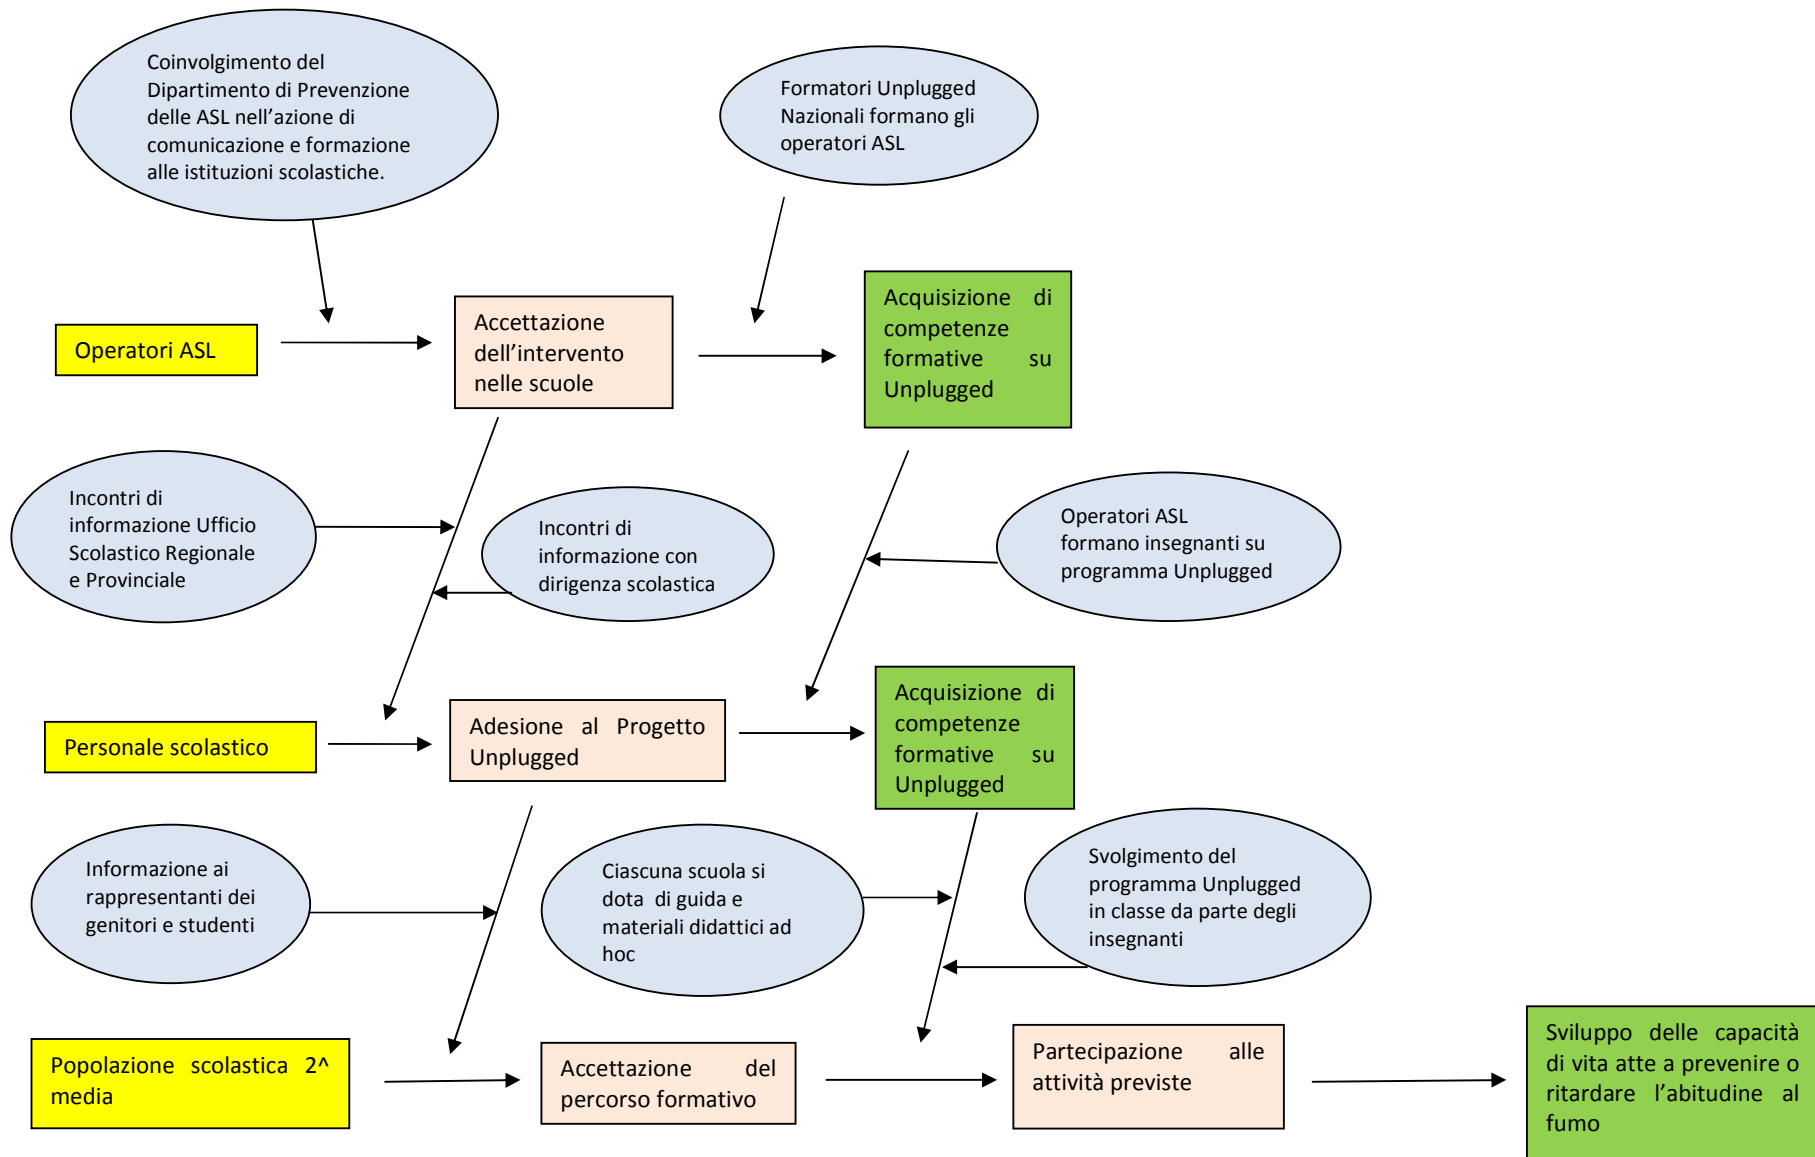 Coinvolgimento del
Dipartimento di Prevenzione
delle ASL nell’azione di
comunicazione e formazione
alle istituzioni scolastiche.
Formatori Unplugged
Nazionali formano gli
operatori ASL
Operatori ASL
Accettazione
dell’intervento
nelle scuole
Acquisizione di
competenze
formative su
Unplugged
Incontri di
informazione Ufficio
Scolastico Regionale
e Provinciale
Incontri di
informazione con
dirigenza scolastica
Operatori ASL
formano insegnanti su
programma Unplugged
Personale scolastico
Adesione al Progetto
Unplugged
Acquisizione di
competenze
formative su
Unplugged
Informazione ai
rappresentanti dei
genitori e studenti
Ciascuna scuola si
dota di guida e
materiali didattici ad
hoc
Svolgimento del
programma Unplugged
in classe da parte degli
insegnanti
Popolazione scolastica 2^
media
Accettazione del
percorso formativo
Partecipazione alle
attività previste
Sviluppo delle capacità
di vita atte a prevenire o
ritardare l’abitudine al
fumo